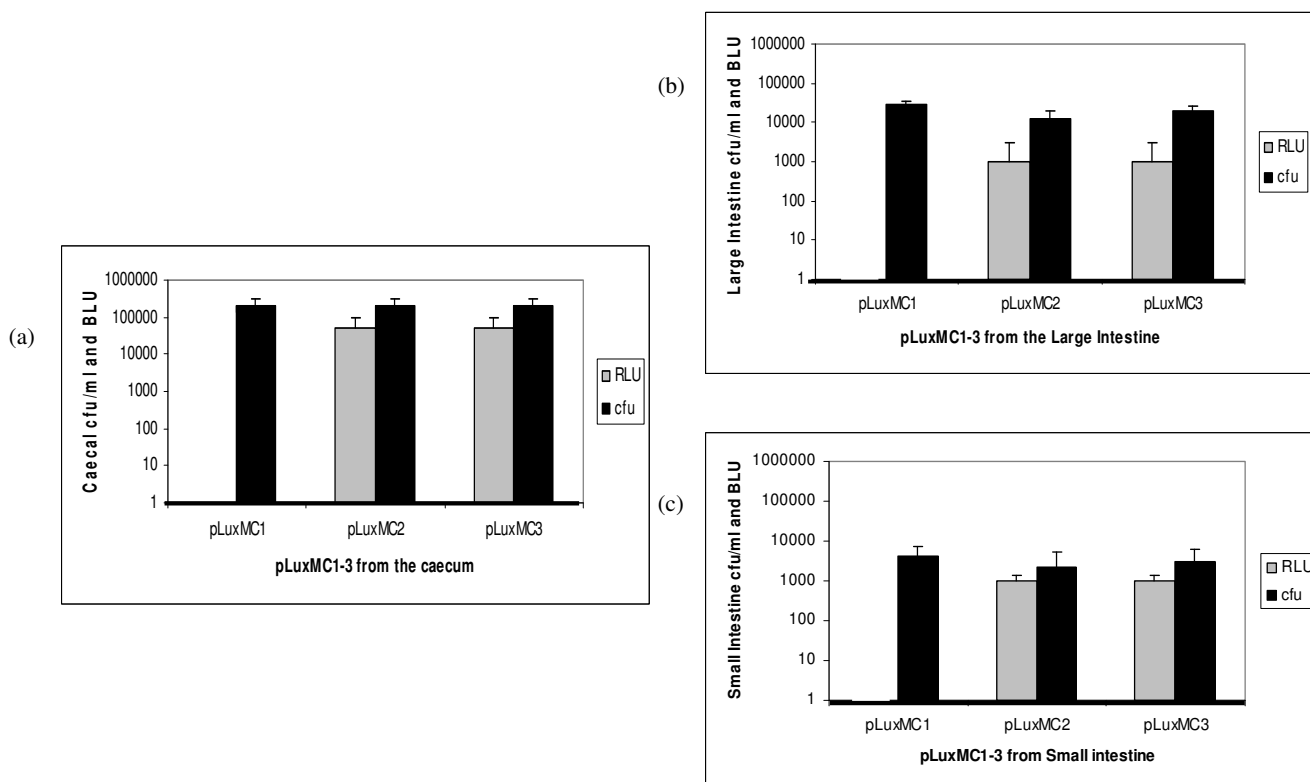 (a)
Caecal cfu/ml and BLU
1000000
100000
10000
1000
100
10
1
pLuxMC1
pLuxMC2
pLuxMC3
pLuxMC1-3 from the caecum
RLU
cfu
(b)
Large Intestine cfu/ml and BLU
1000000
100000
10000
1000
100
10
1
pLuxMC1
pLuxMC2
pLuxMC3
pLuxMC1-3 from the Large Intestine
RLU
cfu
(c)
Small Intestine cfu/ml and BLU
1000000
100000
10000
1000
100
10
1
pLuxMC1
pLuxMC2
pLuxMC3
pLuxMC1-3 from Small intestine
RLU
cfu